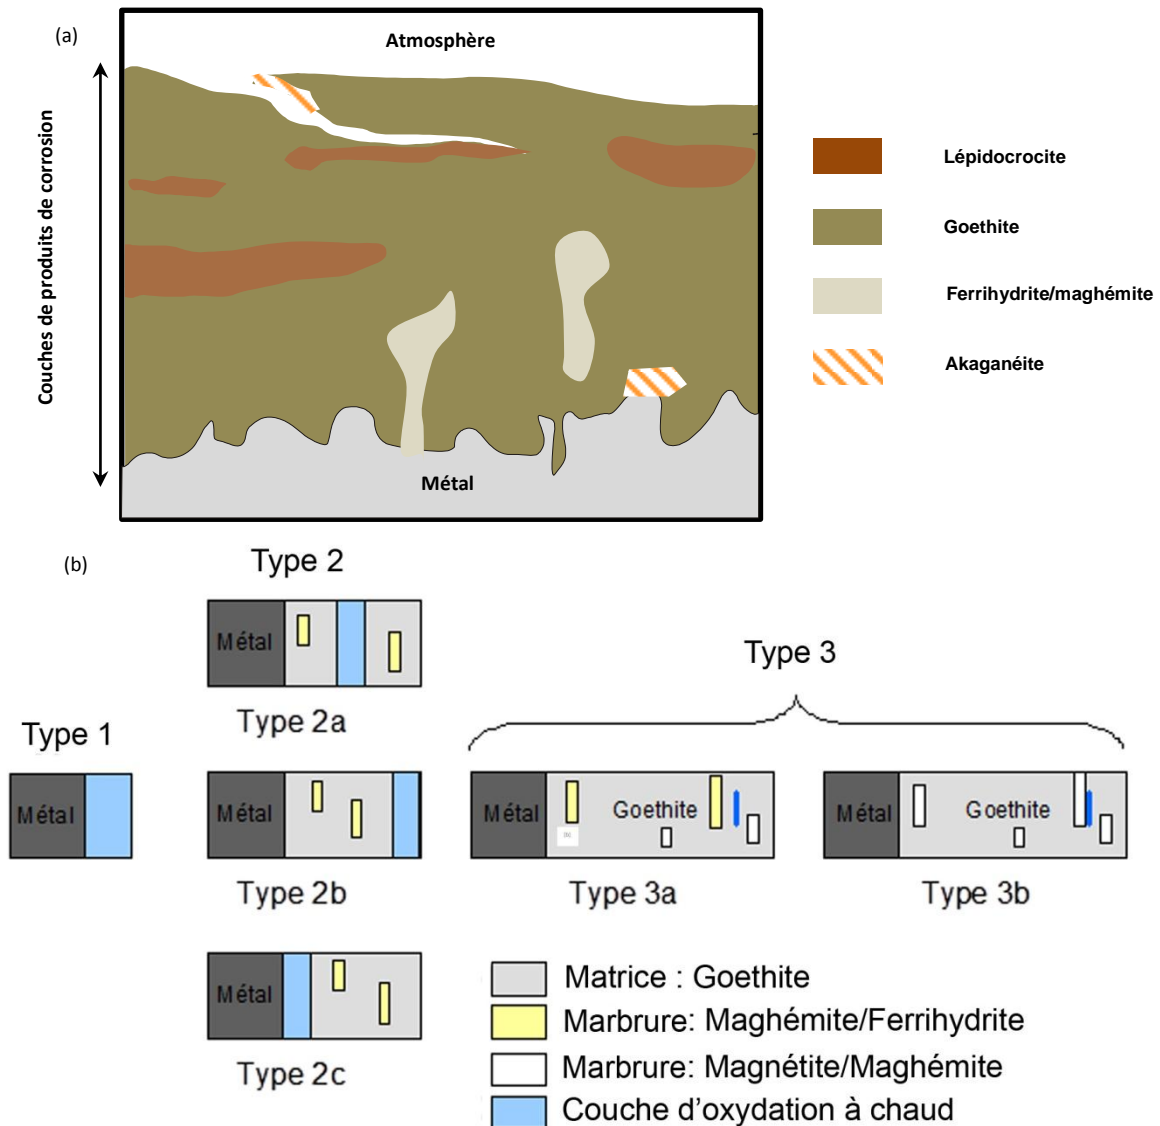 (a)
Atmosphère
Couches de produits de corrosion
Métal
Lépidocrocite
Goethite
Ferrihydrite/maghémite
Akaganéite
(b)
Type 2
Métal
Type 2a
Type 3
Type 1
Métal
Métal
Type 2b
Métal
Goethite
Type 3a
Métal
Goethite
Type 3b
Métal
Type 2c
Matrice : Goethite
Marbrure: Maghémite/Ferrihydrite
Marbrure: Magnétite/Maghémite
Couche d'oxydation à chaud